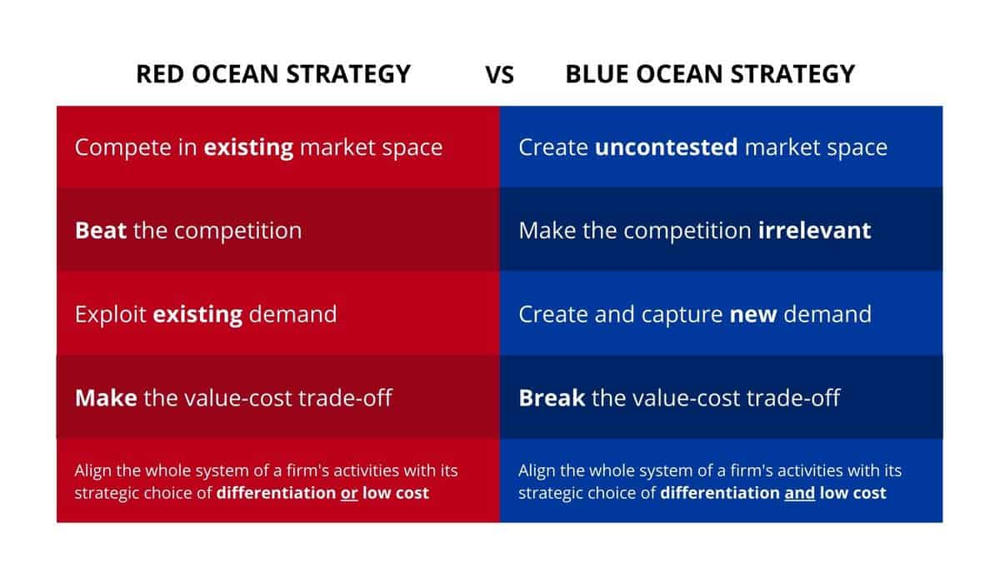 RED OCEAN STRATEGY VS BLUE OCEAN STRATEGY
Compete in existing market space
Create uncontested market space
Beat the competition
Make the competition irrelevant
Exploit existing demand
Create and capture new demand
Make the value-cost trade-off
Break the value-cost trade-off
Align the whole system of a firm's activities with its
strategic choice of differentiation or low cost
Align the whole system of a firm's activities with its
strategic choice of differentiation and low cost